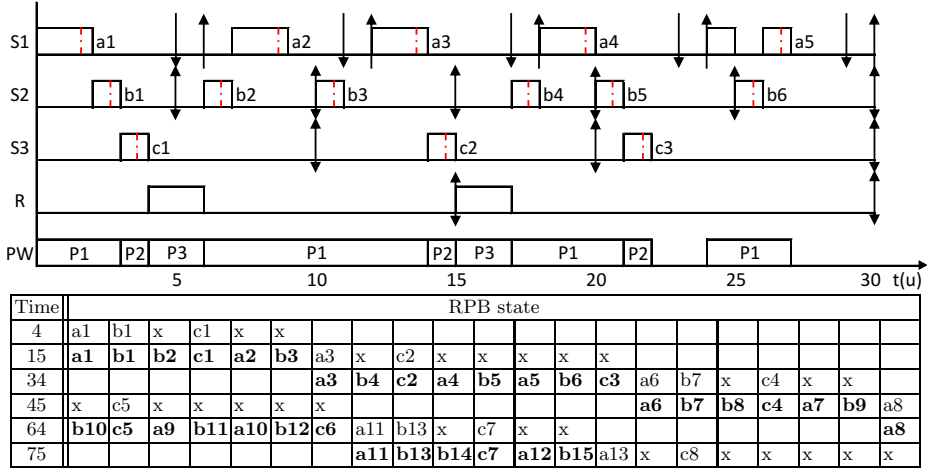 S1 a1 a2 a3 a4 a5
S2 b1 b2 b3 b4 b5 b6
S3 c1 c2 c3
R
PW P1 P2 P3 P1 P2 P3 P1 P2 P1
5 10 15 20 25 30 t(u)
Time RPB state
4 a1 b1 x c1 x x
15 a1 b1 b2 c1 a2 b3 a3 x c2 x x x x x
34 a3 b4 c2 a4 b5 a5 b6 c3 a6 b7 x c4 x x
45 x c5 x x x x a6 b7 b8 c4 a7 b9 a8
64 b10 c5 a9 b11 a10 b12 c6 a11 b13 x c7 x x a8
75 a11 b13 b14 c7 a12 b15 a13 x c8 x x x x x